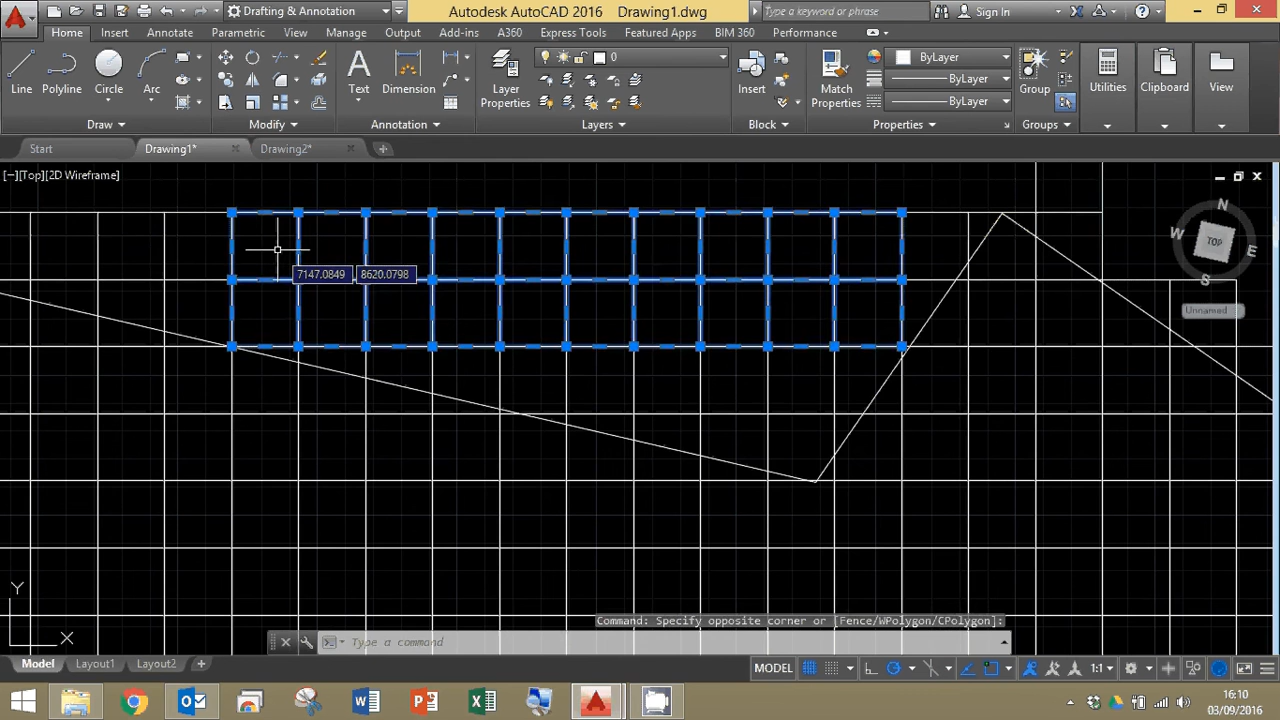 Drafting & Annotation
Autodesk AutoCAD 2016 Drawing1.dwg
Type a keyword or phrase
Sign In
Home Insert Annotate Parametric View Manage Output Add-ins A360 Express Tools Featured Apps BIM 360 Performance
Line Polyline Circle Arc
Text Dimension
Layer Properties
0
Insert
Match Properties
ByLayer
ByLayer
ByLayer
Group
Utilities
Clipboard
View
Draw Modify Annotation Layers Block Properties Groups
Start Drawing1* Drawing2*
[−][Top][2D Wireframe]
N
W TOP E
S
Unnamed
7147.0849 8620.0798
Y
X
Command: Specify opposite corner or [Fence/WPolygon/CPolygon]:
Type a command
Model Layout1 Layout2
MODEL 1:1
16:10
03/09/2016